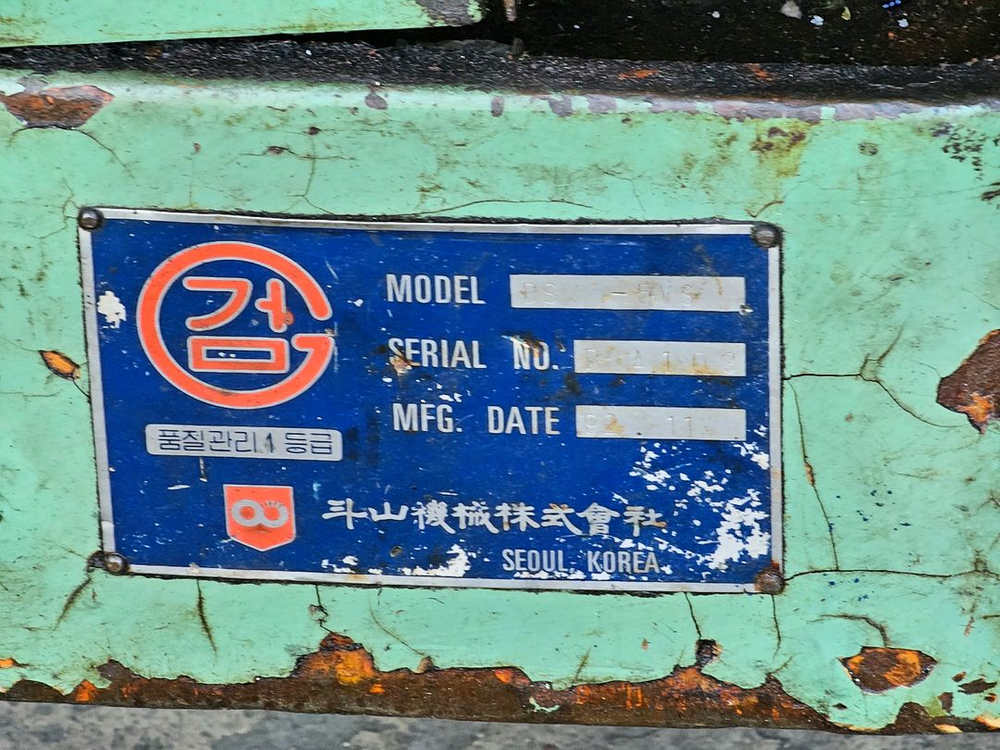 검
MODEL
SERIAL NO.
MFG. DATE
품질관리 1 등급
斗山機械株式會社
SEOUL, KOREA